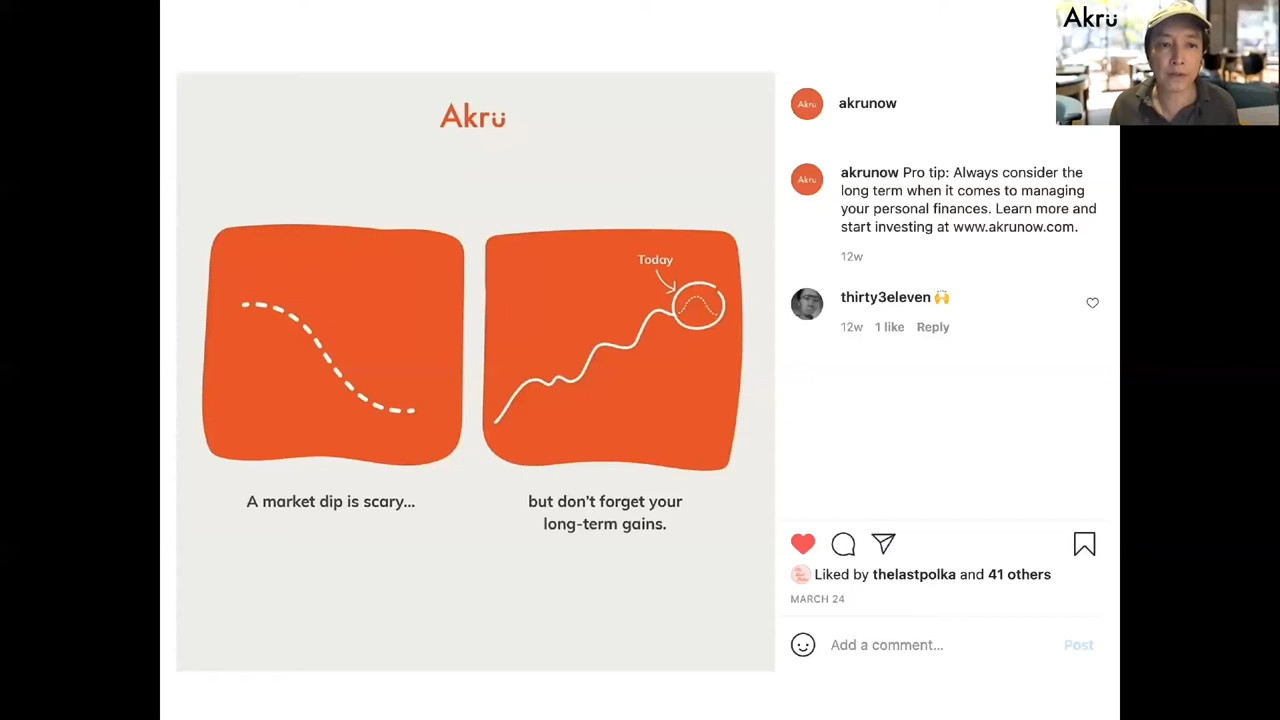 Akru
Akru
Today
A market dip is scary...
but don't forget your
long-term gains.
Akru
akrunow
Akru
akrunow Pro tip: Always consider the
long term when it comes to managing
your personal finances. Learn more and
start investing at www.akrunow.com.
12w
thirty3eleven 🙌
12w 1 like Reply
Liked by thelastpolka and 41 others
MARCH 24
Add a comment...
Post